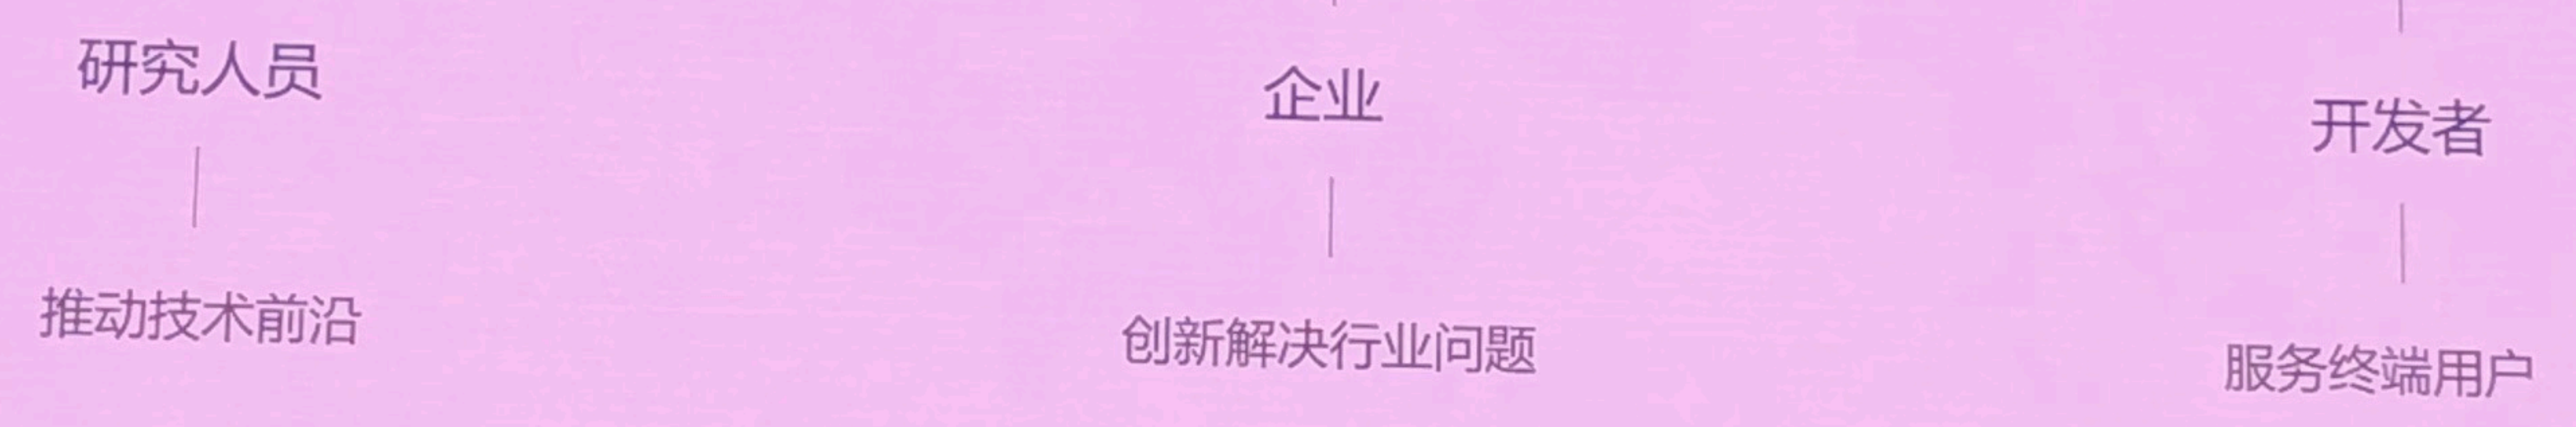 研究人员
企业
开发者
推动技术前沿
创新解决行业问题
服务终端用户